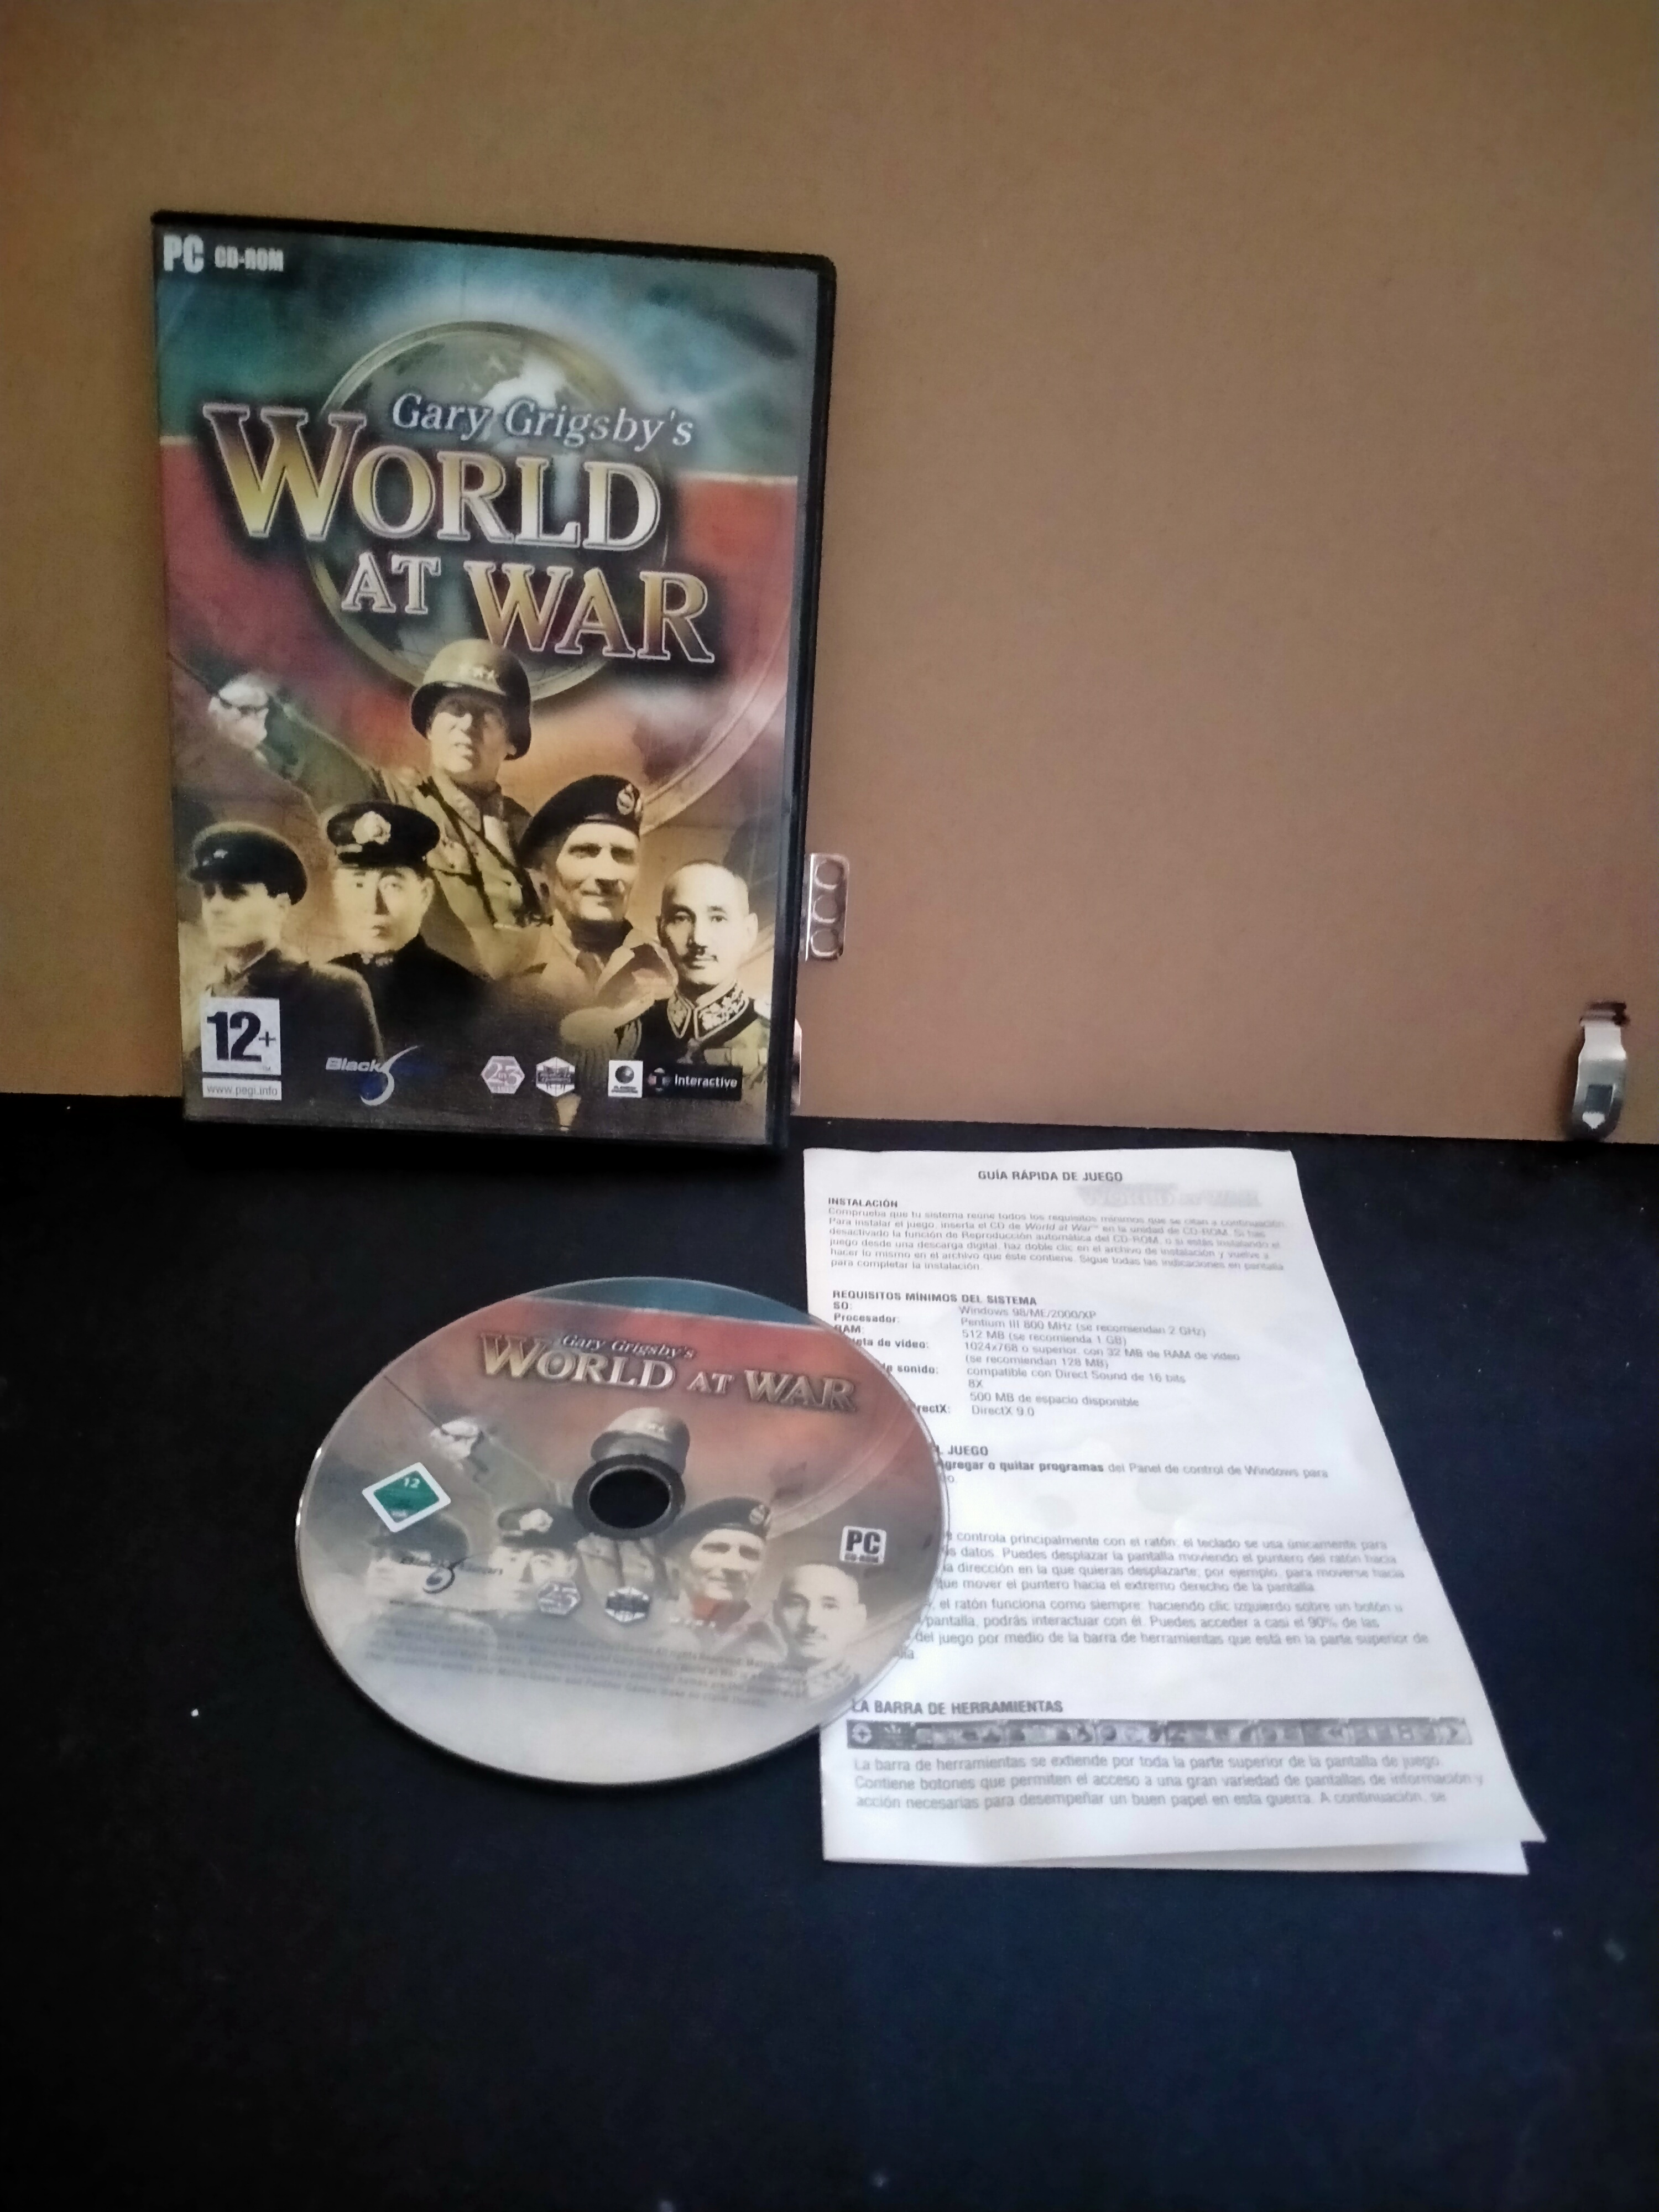 PC CD-ROM
Gary Grigsby's
WORLD
AT WAR
12+
www.pegi.info
Black
Interactive
GUÍA RÁPIDA DE JUEGO
INSTALACIÓN
Comprueba que tu sistema reúne todos los requisitos mínimos que se citan a continuación.
Para instalar el juego, inserta el CD de World at War™ en la unidad de CD-ROM. Si has
desactivado la función de Reproducción automática del CD-ROM, o si estás instalando el
juego desde una descarga digital, haz doble clic en el archivo de instalación y vuelve a
hacer lo mismo en el archivo que éste contiene. Sigue todas las indicaciones en pantalla
para completar la instalación.
REQUISITOS MÍNIMOS DEL SISTEMA
SO: Windows 98/ME/2000/XP
Procesador: Pentium III 800 MHz (se recomiendan 2 GHz)
RAM: 512 MB (se recomienda 1 GB)
de vídeo: 1024x768 o superior, con 32 MB de RAM de vídeo
(se recomiendan 128 MB)
sonido: compatible con Direct Sound de 16 bits
8X
500 MB de espacio disponible
rectX: DirectX 9.0
JUEGO
gregar o quitar programas del Panel de control de Windows para
controla principalmente con el ratón; el teclado se usa únicamente para
datos. Puedes desplazar la pantalla moviendo el puntero del ratón hacia
la dirección en la que quieras desplazarte; por ejemplo, para moverse hacia
que mover el puntero hacia el extremo derecho de la pantalla.
el ratón funciona como siempre: haciendo clic izquierdo sobre un botón u
pantalla, podrás interactuar con él. Puedes acceder a casi el 90% de las
del juego por medio de la barra de herramientas que está en la parte superior de
LA BARRA DE HERRAMIENTAS
La barra de herramientas se extiende por toda la parte superior de la pantalla de juego.
Contiene botones que permiten el acceso a una gran variedad de pantallas de información y
acción necesarias para desempeñar un buen papel en esta guerra. A continuación, se
Gary Grigsby's
WORLD AT WAR
12
PC
CD-ROM